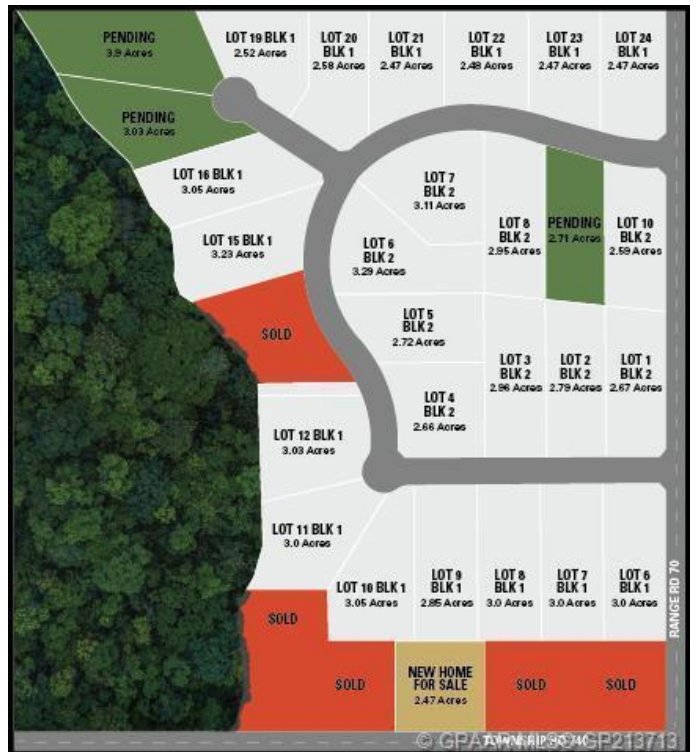 PENDING
3.9 Acres
LOT 19 BLK 1
2.52 Acres
LOT 20
BLK 1
2.58 Acres
LOT 21
BLK 1
2.47 Acres
LOT 22
BLK 1
2.48 Acres
LOT 23
BLK 1
2.47 Acres
LOT 24
BLK 1
2.47 Acres
PENDING
3.03 Acres
LOT 16 BLK 1
3.05 Acres
LOT 7
BLK 2
3.11 Acres
LOT 15 BLK 1
3.23 Acres
LOT 6
BLK 2
3.29 Acres
LOT 8
BLK 2
2.95 Acres
PENDING
2.71 Acres
LOT 10
BLK 2
2.59 Acres
SOLD
LOT 5
BLK 2
2.72 Acres
LOT 3
BLK 2
2.96 Acres
LOT 2
BLK 2
2.79 Acres
LOT 1
BLK 2
2.67 Acres
LOT 4
BLK 2
2.66 Acres
LOT 12 BLK 1
3.03 Acres
LOT 11 BLK 1
3.0 Acres
LOT 10 BLK 1
3.05 Acres
LOT 9
BLK 1
2.85 Acres
LOT 8
BLK 1
3.0 Acres
LOT 7
BLK 1
3.0 Acres
LOT 6
BLK 1
3.0 Acres
RANGE RD 70
SOLD
SOLD
NEW HOME
FOR SALE
2.47 Acres
SOLD
SOLD
TOWNSHIP RD 740